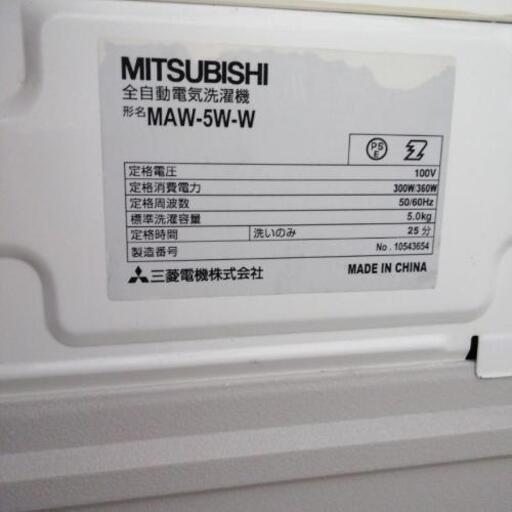 MITSUBISHI
全自動電気洗濯機
形名 MAW-5W-W
PS E
定格電圧 100V
定格消費電力 300W/360W
定格周波数 50/60Hz
標準洗濯容量 5.0kg
定格時間 洗いのみ 25分
製造番号 No.10543654
三菱電機株式会社 MADE IN CHINA